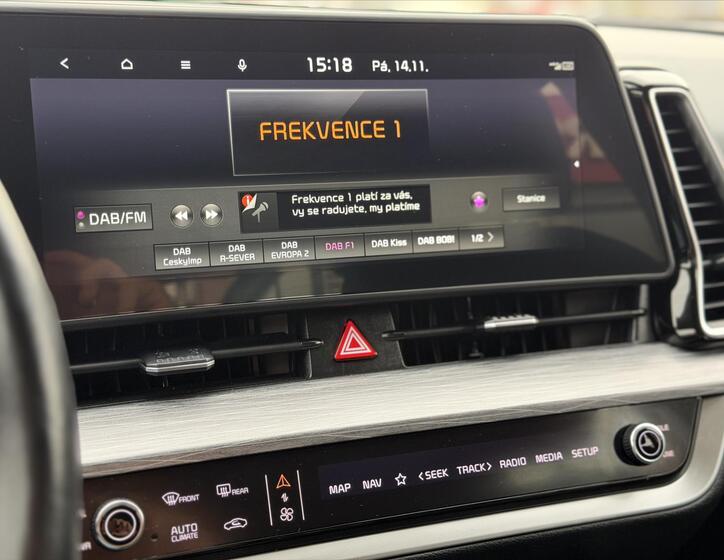 15:18 Pá, 14.11.
FREKVENCE 1
DAB/FM
Frekvence 1 platí za vás,
vy se radujete, my platíme
Stanice
DAB
CeskyImp
DAB
R-SEVER
DAB
EVROPA 2
DAB F1
DAB Kiss
DAB BOB!
1/2
FRONT
REAR
AUTO
CLIMATE
MAP
NAV
SEEK
TRACK
RADIO
MEDIA
SETUP